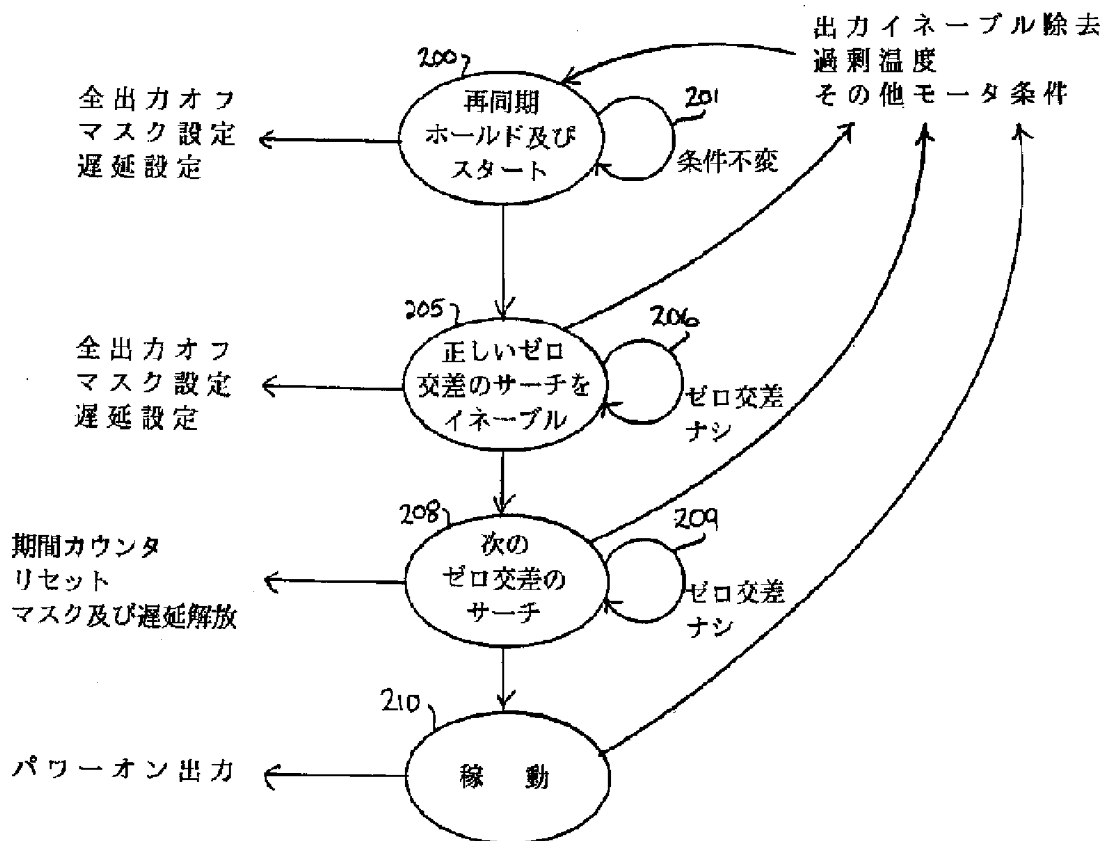 出力イネーブル除去
過剰温度
その他モータ条件
200
再同期
ホールド及び
スタート
201
条件不変
全出力オフ
マスク設定
遅延設定
205
正しいゼロ
交差のサーチを
イネーブル
206
ゼロ交差
ナシ
全出力オフ
マスク設定
遅延設定
208
次の
ゼロ交差の
サーチ
209
ゼロ交差
ナシ
期間カウンタ
リセット
マスク及び遅延解放
210
稼動
パワーオン出力